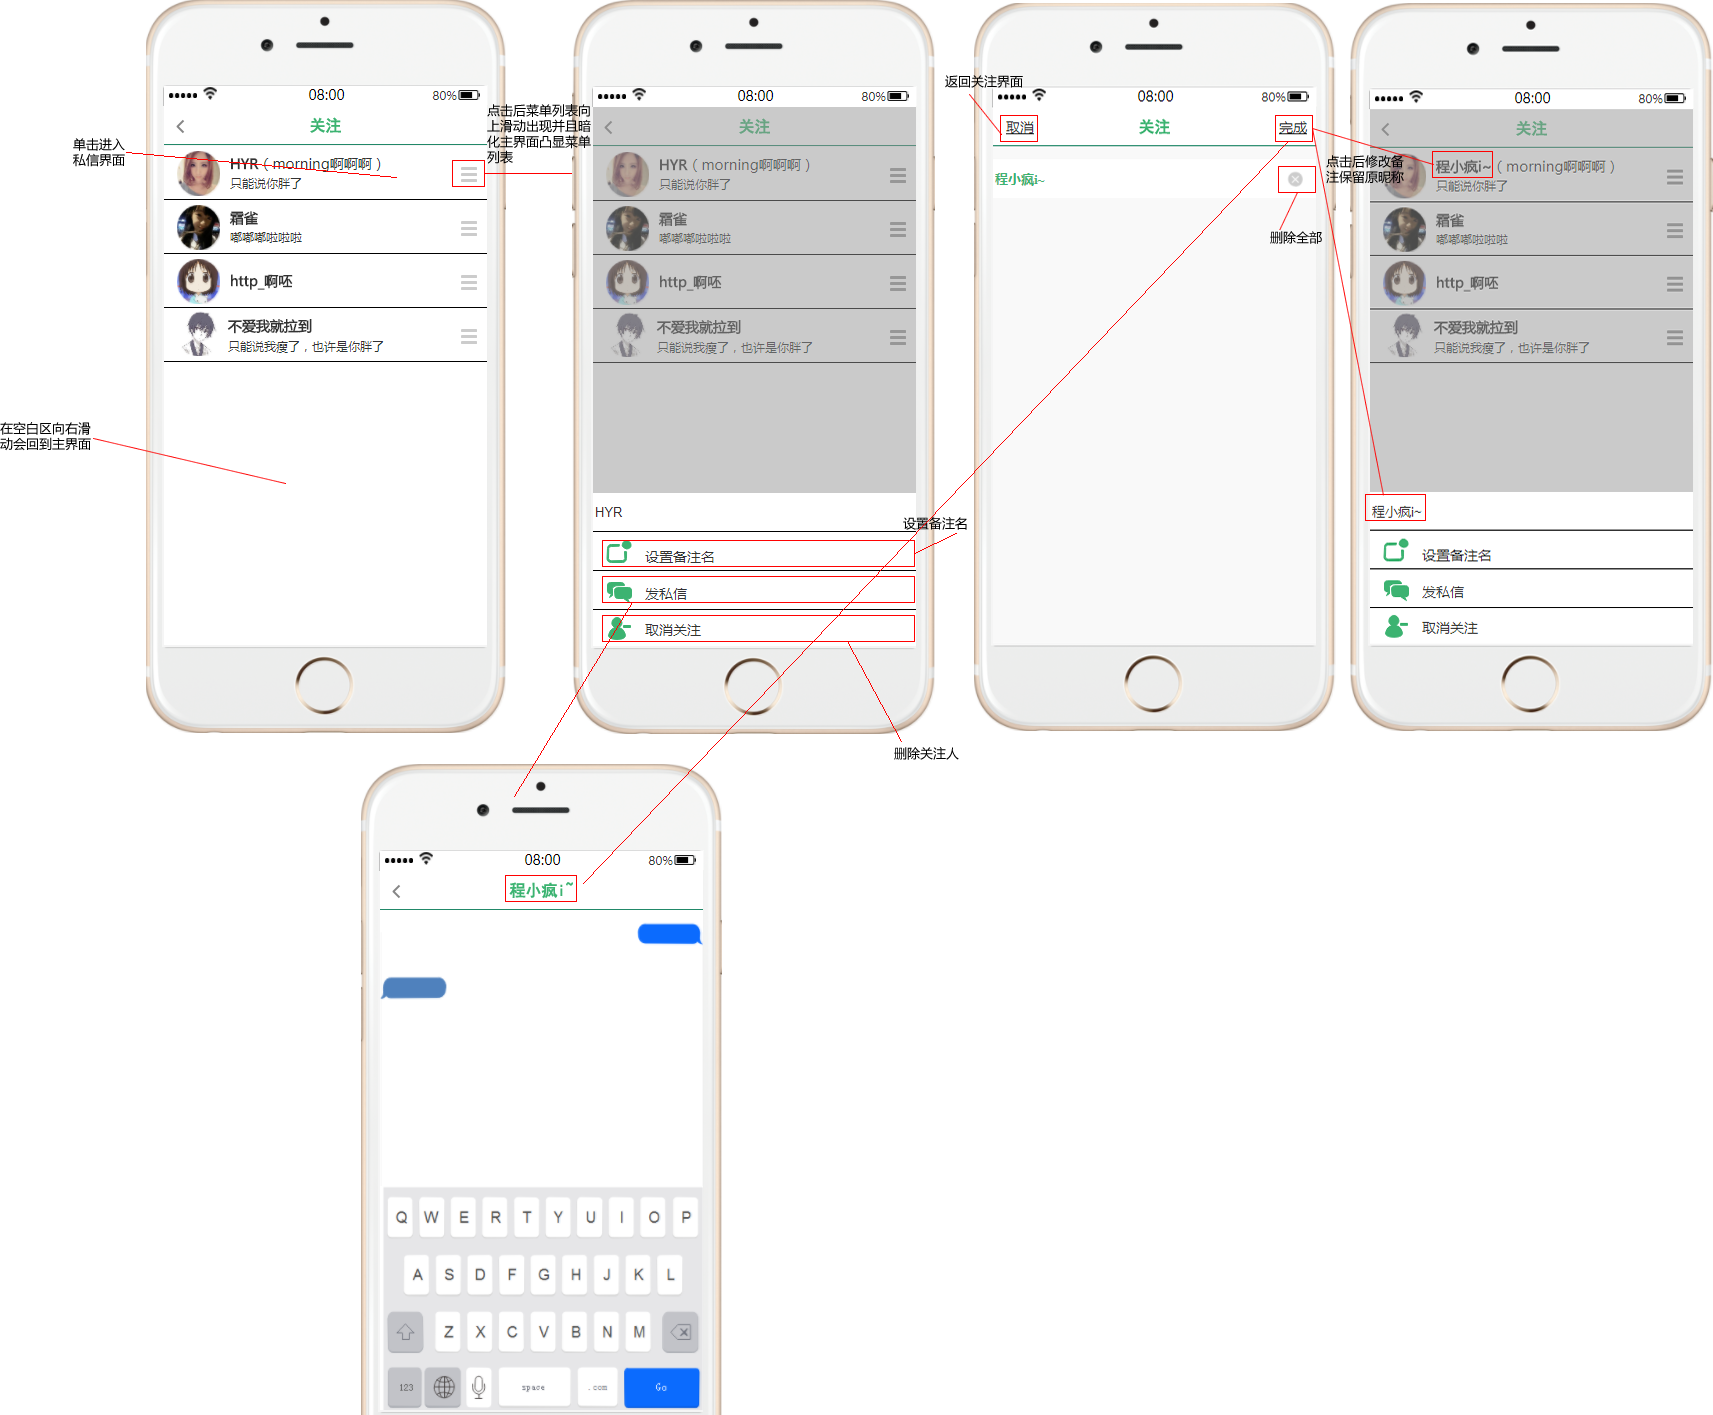 08:00
80%
关注
单击进入
私信界面
HYR（morning啊啊啊）
只能说你胖了
霜雀
嘟嘟嘟啦啦啦
http_啊呸
不爱我就拉到
只能说我瘦了，也许是你胖了
在空白区向右滑
动会回到主界面
点击后菜单列表向
上滑动出现并且暗
化主界面凸显菜单
列表
08:00
80%
关注
HYR（morning啊啊啊）
只能说你胖了
霜雀
嘟嘟嘟啦啦啦
http_啊呸
不爱我就拉到
只能说我瘦了，也许是你胖了
HYR
设置备注名
发私信
取消关注
设置备注名
删除关注人
返回关注界面
08:00
80%
取消
关注
完成
程小疯i~
删除全部
点击后修改备
注保留原昵称
08:00
80%
关注
程小疯i~（morning啊啊啊）
只能说你胖了
霜雀
嘟嘟嘟啦啦啦
http_啊呸
不爱我就拉到
只能说我瘦了，也许是你胖了
程小疯i~
设置备注名
发私信
取消关注
08:00
80%
程小疯i~
Q W E R T Y U I O P
A S D F G H J K L
Z X C V B N M
123 space .com Go